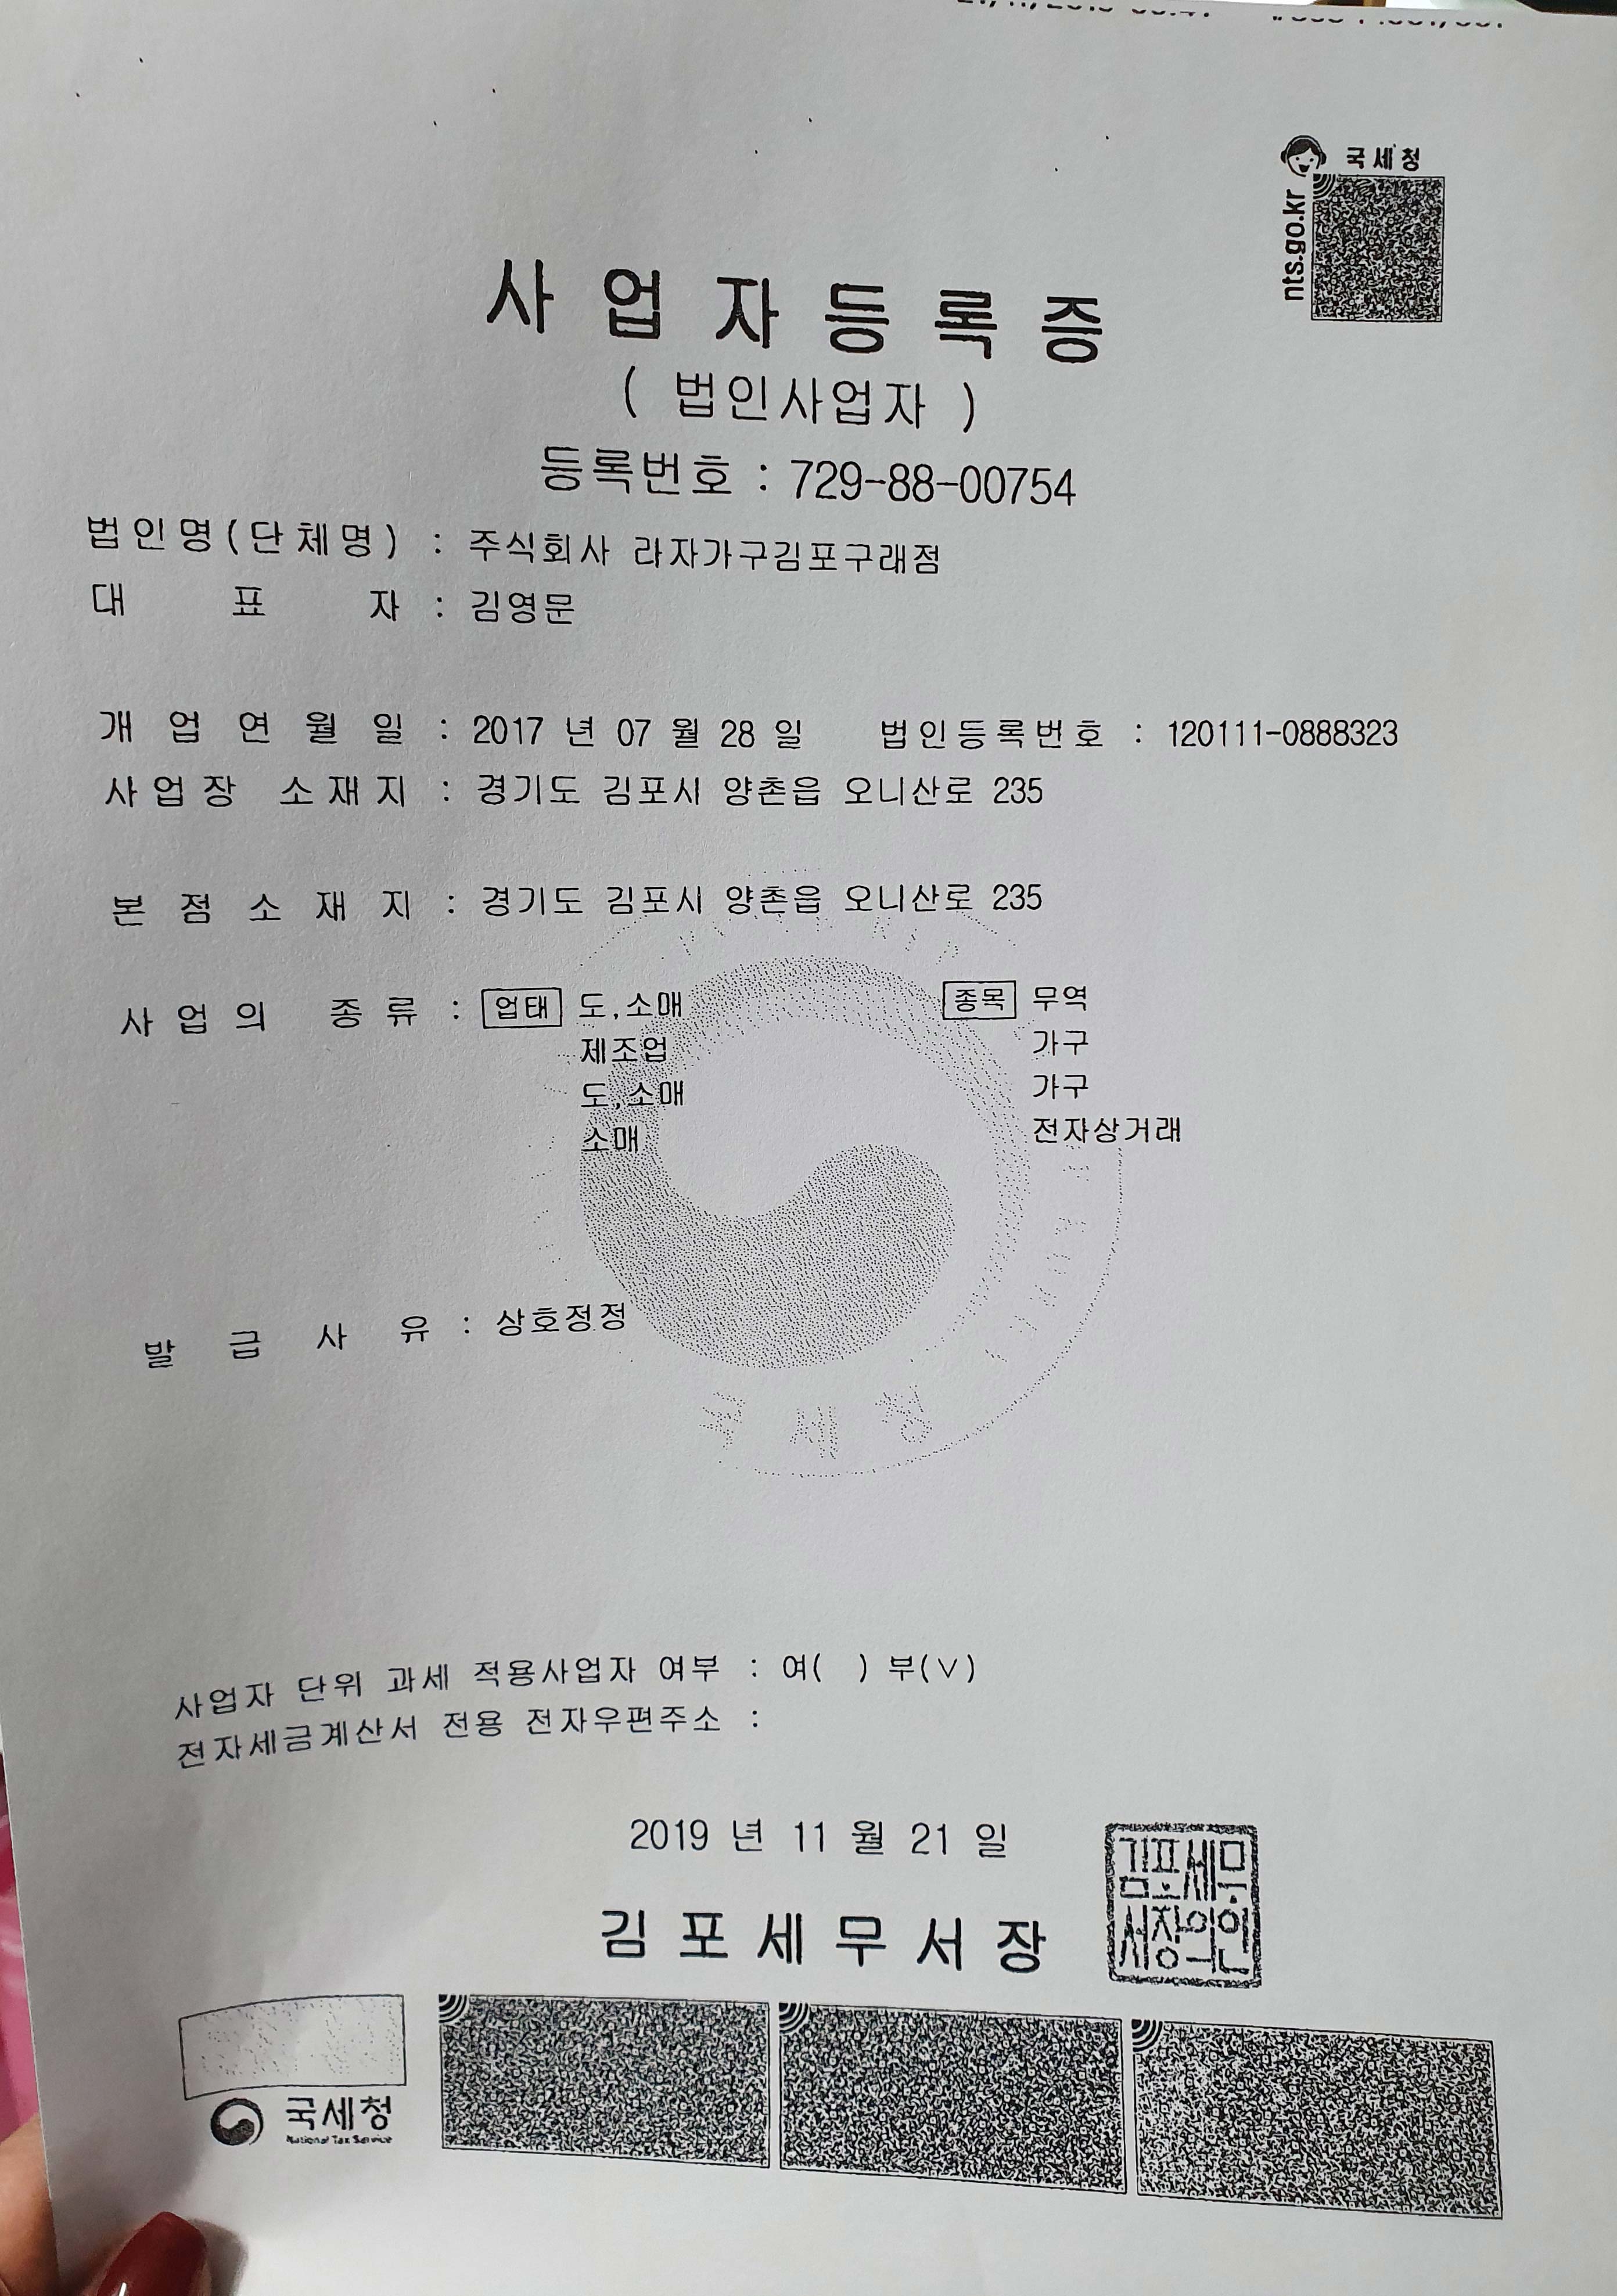 국세청
nts.go.kr
사업자등록증
( 법인사업자 )
등록번호 : 729-88-00754
법인명(단체명) : 주식회사 라자가구김포구래점
대표자 : 김영문
개업연월일 : 2017 년 07 월 28 일 법인등록번호 : 120111-0888323
사업장 소재지 : 경기도 김포시 양촌읍 오니산로 235
본점소재지 : 경기도 김포시 양촌읍 오니산로 235
사업의 종류 : 업태 도,소매 종목 무역
제조업 가구
도,소매 가구
소매 전자상거래
발급사유 : 상호정정
국세청
사업자 단위 과세 적용사업자 여부 : 여( ) 부(∨)
전자세금계산서 전용 전자우편주소 :
2019 년 11 월 21 일
김포세무서장
김포세무
서장의인
국세청
National Tax Service